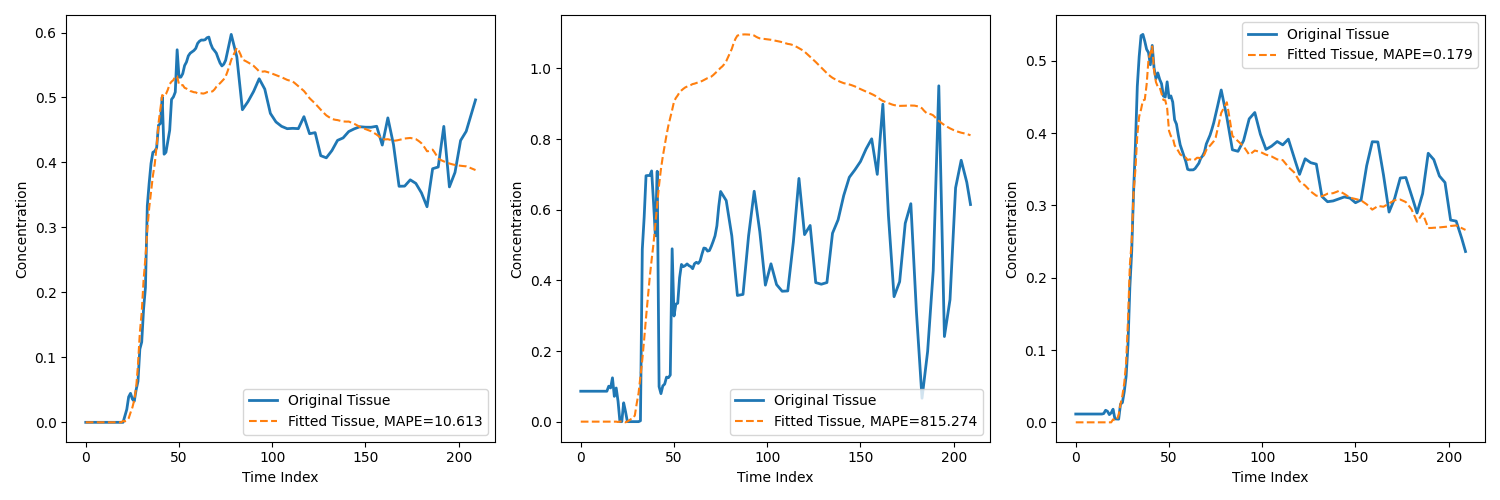 Concentration
0.6
0.5
0.4
0.3
0.2
0.1
0.0
0
50
100
150
200
Time Index
Original Tissue
Fitted Tissue, MAPE=10.613
Concentration
1.0
0.8
0.6
0.4
0.2
0.0
0
50
100
150
200
Time Index
Original Tissue
Fitted Tissue, MAPE=815.274
Concentration
0.5
0.4
0.3
0.2
0.1
0.0
0
50
100
150
200
Time Index
Original Tissue
Fitted Tissue, MAPE=0.179